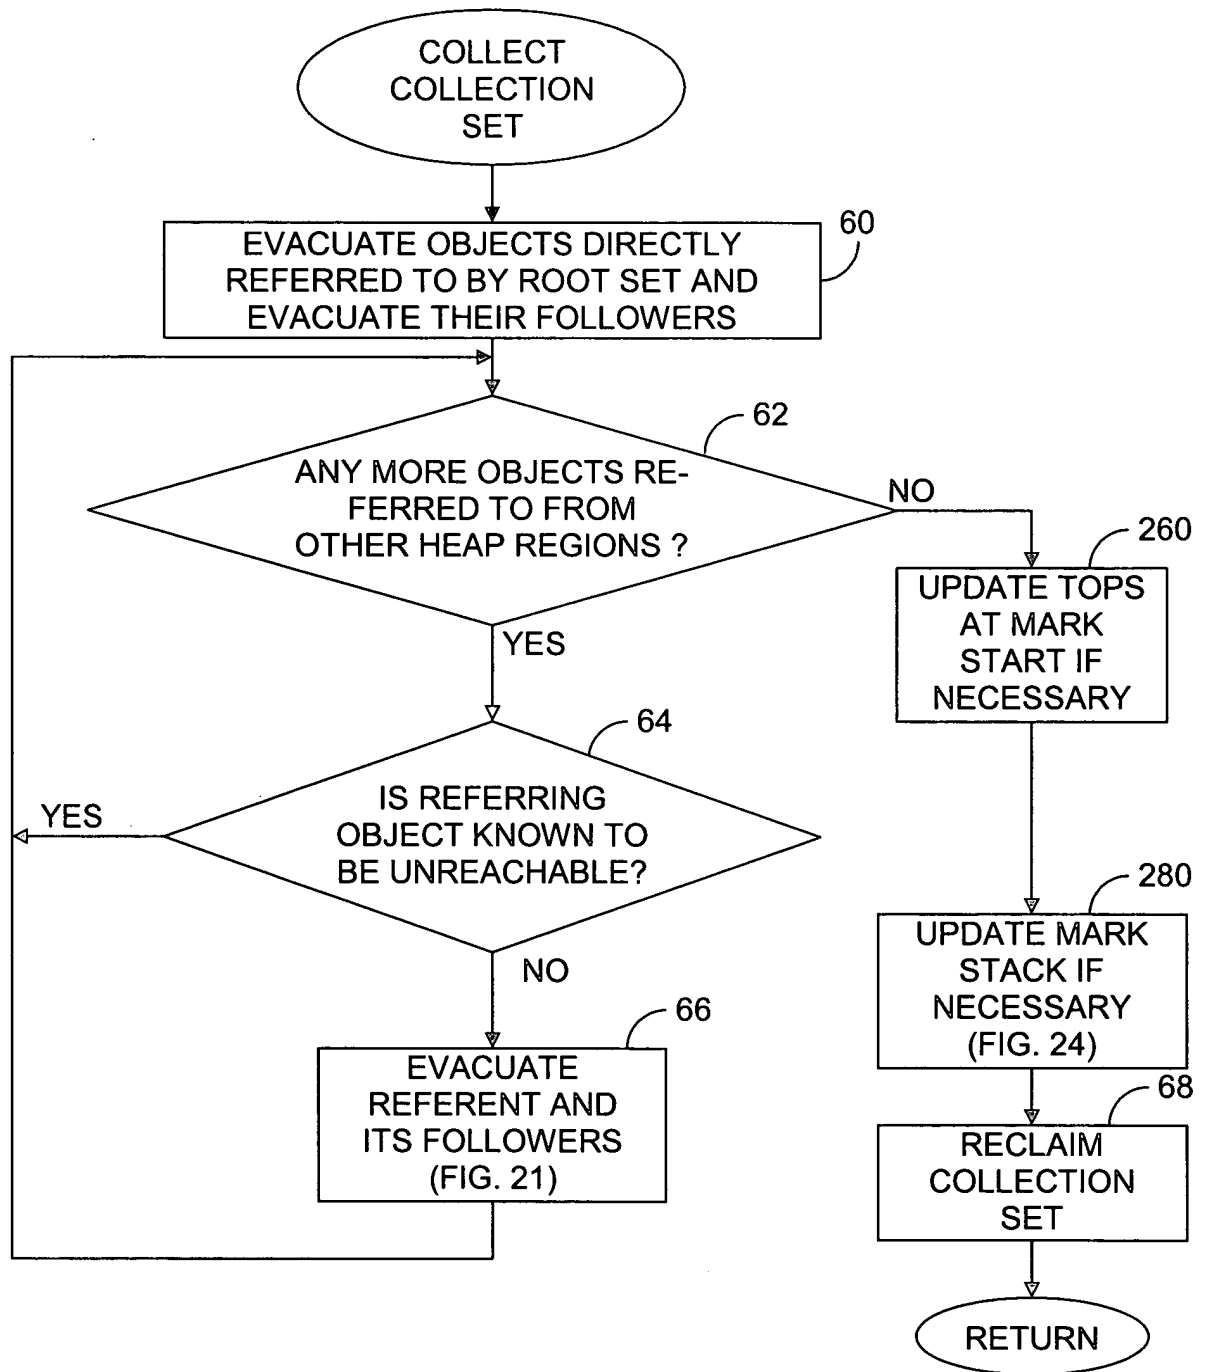 COLLECT
COLLECTION
SET
60
EVACUATE OBJECTS DIRECTLY
REFERRED TO BY ROOT SET AND
EVACUATE THEIR FOLLOWERS
62
ANY MORE OBJECTS RE-
FERRED TO FROM
OTHER HEAP REGIONS ?
NO
YES
260
UPDATE TOPS
AT MARK
START IF
NECESSARY
64
IS REFERRING
OBJECT KNOWN TO
BE UNREACHABLE?
YES
NO
280
UPDATE MARK
STACK IF
NECESSARY
(FIG. 24)
66
EVACUATE
REFERENT AND
ITS FOLLOWERS
(FIG. 21)
68
RECLAIM
COLLECTION
SET
RETURN